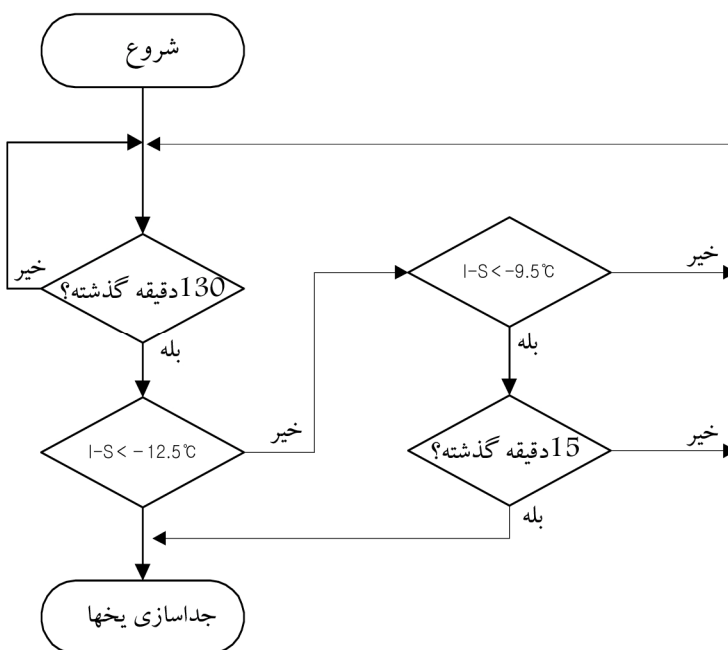 شروع
130دقیقه گذشته؟
خیر
بله
I-S< -12.5℃
خیر
I-S<-9.5℃
خیر
بله
15دقیقه گذشته؟
خیر
بله
جداسازی یخها